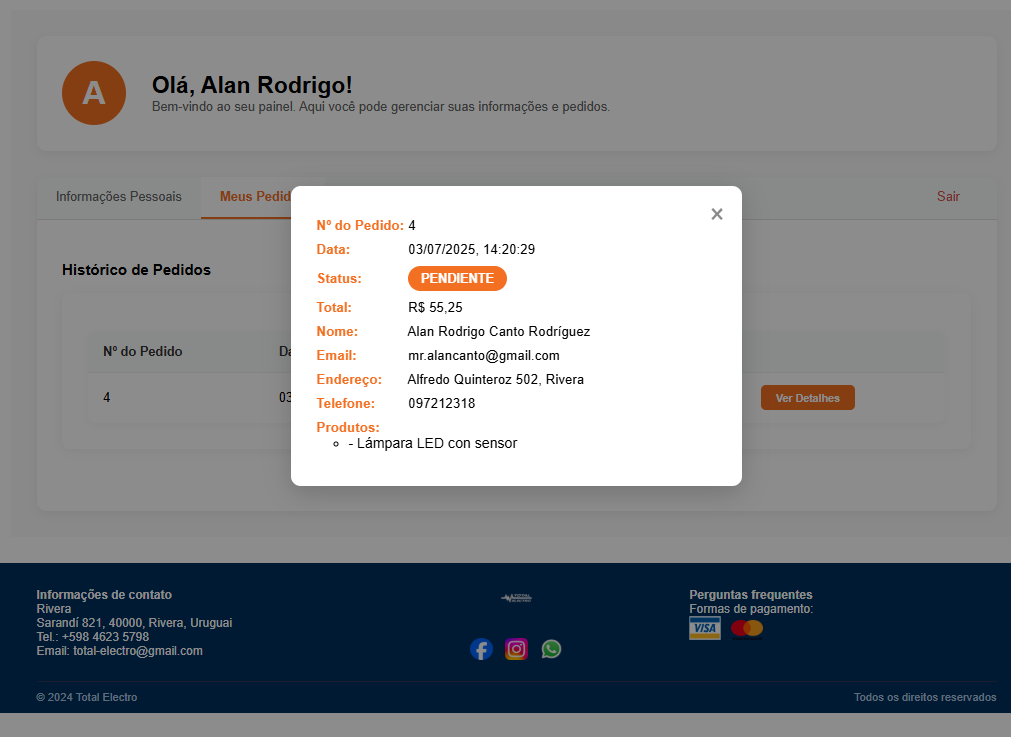 A
Olá, Alan Rodrigo!
Bem-vindo ao seu painel. Aqui você pode gerenciar suas informações e pedidos.
Informações Pessoais
Meus Pedid
Sair
Histórico de Pedidos
Nº do Pedido
Da
4
03
Ver Detalhes
×
Nº do Pedido: 4
Data: 03/07/2025, 14:20:29
Status: PENDIENTE
Total: R$ 55,25
Nome: Alan Rodrigo Canto Rodríguez
Email: mr.alancanto@gmail.com
Endereço: Alfredo Quinteroz 502, Rivera
Telefone: 097212318
Produtos:
- Lámpara LED con sensor
Informações de contato
Rivera
Sarandí 821, 40000, Rivera, Uruguai
Tel.: +598 4623 5798
Email: total-electro@gmail.com
Perguntas frequentes
Formas de pagamento:
VISA
© 2024 Total Electro
Todos os direitos reservados